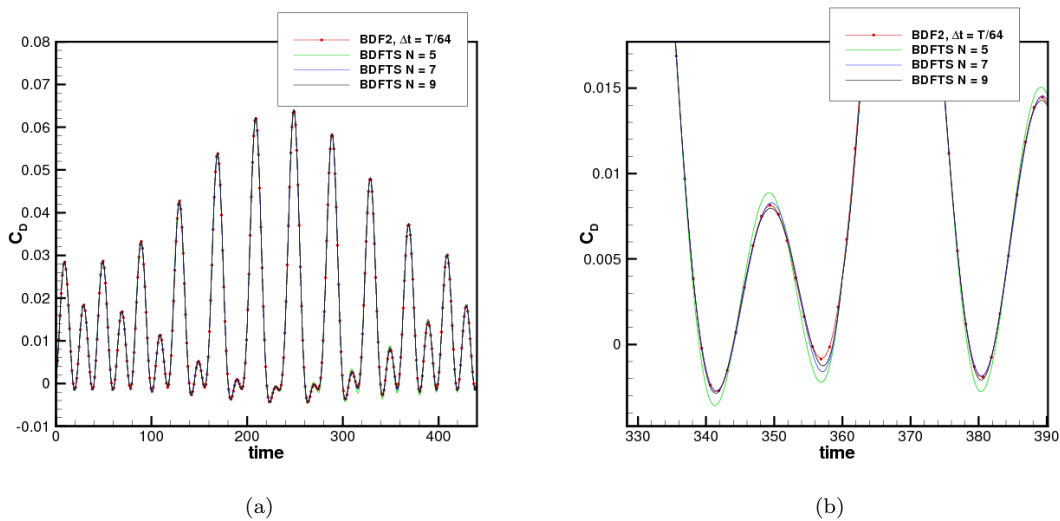 BDF2, Δt = T/64
BDFTS N = 5
BDFTS N = 7
BDFTS N = 9
0.08
0.07
0.06
0.05
0.04
0.03
0.02
0.01
0
-0.01
C_D
0 100 200 300 400
time
(a)
BDF2, Δt = T/64
BDFTS N = 5
BDFTS N = 7
BDFTS N = 9
0.015
0.01
0.005
0
C_D
330 340 350 360 370 380 390
time
(b)